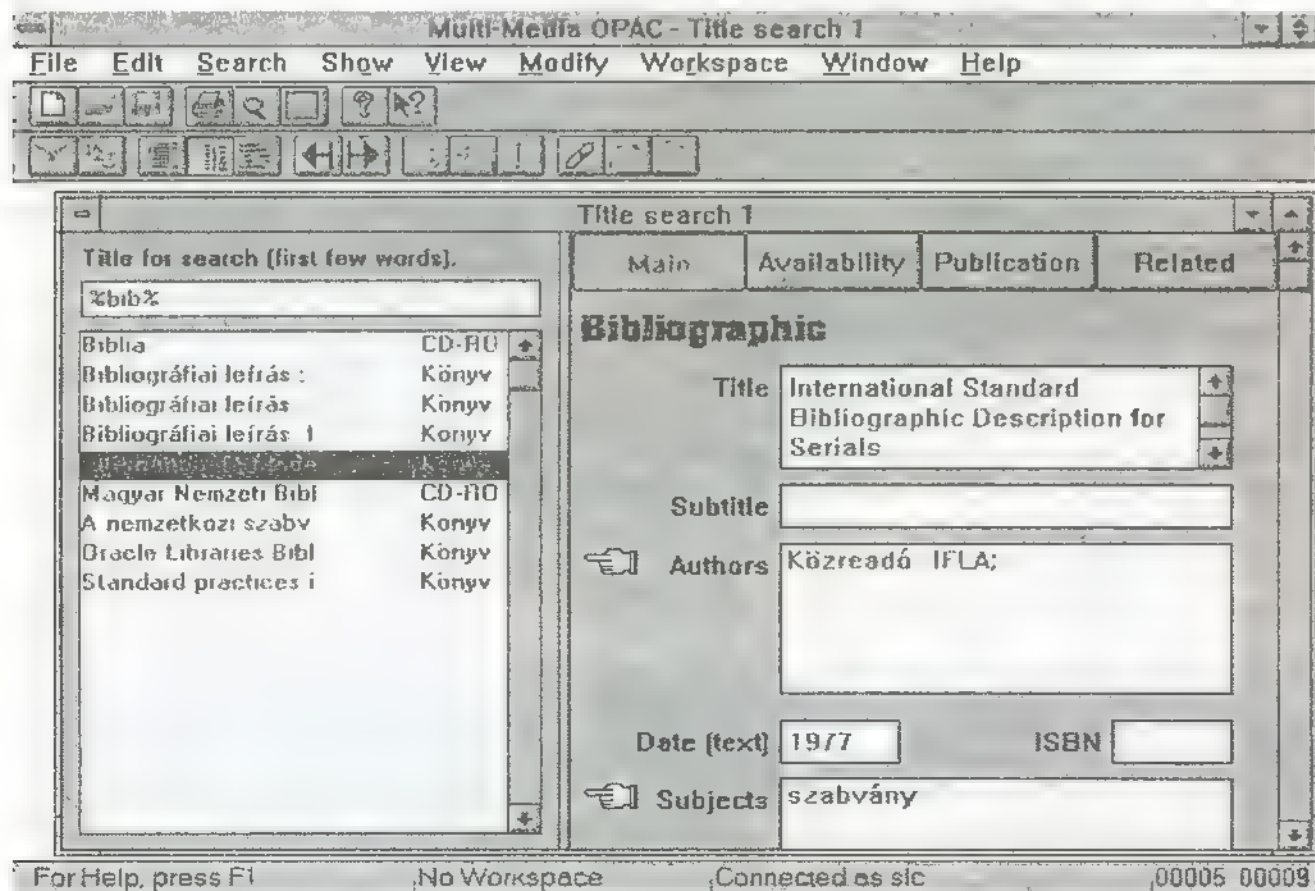 Multi-Media OPAC - Title search 1
File Edit Search Show View Modify Workspace Window Help
Title search 1
Title for search (first few words).
%bib%
Biblia CD-RO
Bibliográfiai leírás : Könyv
Bibliográfiai leírás Könyv
Bibliográfiai leírás 1 Konyv
Magyar Nemzeti Bibl CD-RO
A nemzetkozi szabv Konyv
Oracle Libraries Bibl Könyv
Standard practices i Könyv
Main Availability Publication Related
Bibliographic
Title International Standard
Bibliographic Description for
Serials
Subtitle
Authors Közreadó IFLA;
Date (text) 1977 ISBN
Subjects szabvány
For Help, press F1 No Workspace Connected as slc 00005 00009